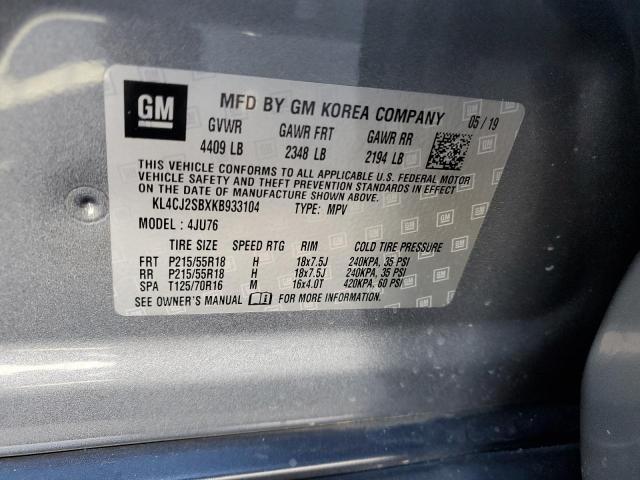 GM
MFD BY GM KOREA COMPANY 05/19
GVWR GAWR FRT GAWR RR
4409 LB 2348 LB 2194 LB
THIS VEHICLE CONFORMS TO ALL APPLICABLE U.S. FEDERAL MOTOR
VEHICLE SAFETY, BUMPER, AND THEFT PREVENTION STANDARDS IN EFFECT
ON THE DATE OF MANUFACTURE SHOWN ABOVE.
KL4CJ2SBXKB933104 TYPE: MPV
MODEL: 4JU76
TIRE SIZE SPEED RTG RIM COLD TIRE PRESSURE
FRT P215/55R18 H 18x7.5J 240KPA, 35 PSI
RR P215/55R18 H 18x7.5J 240KPA, 35 PSI
SPA T125/70R16 M 16x4.0T 420KPA, 60 PSI
SEE OWNER'S MANUAL FOR MORE INFORMATION.